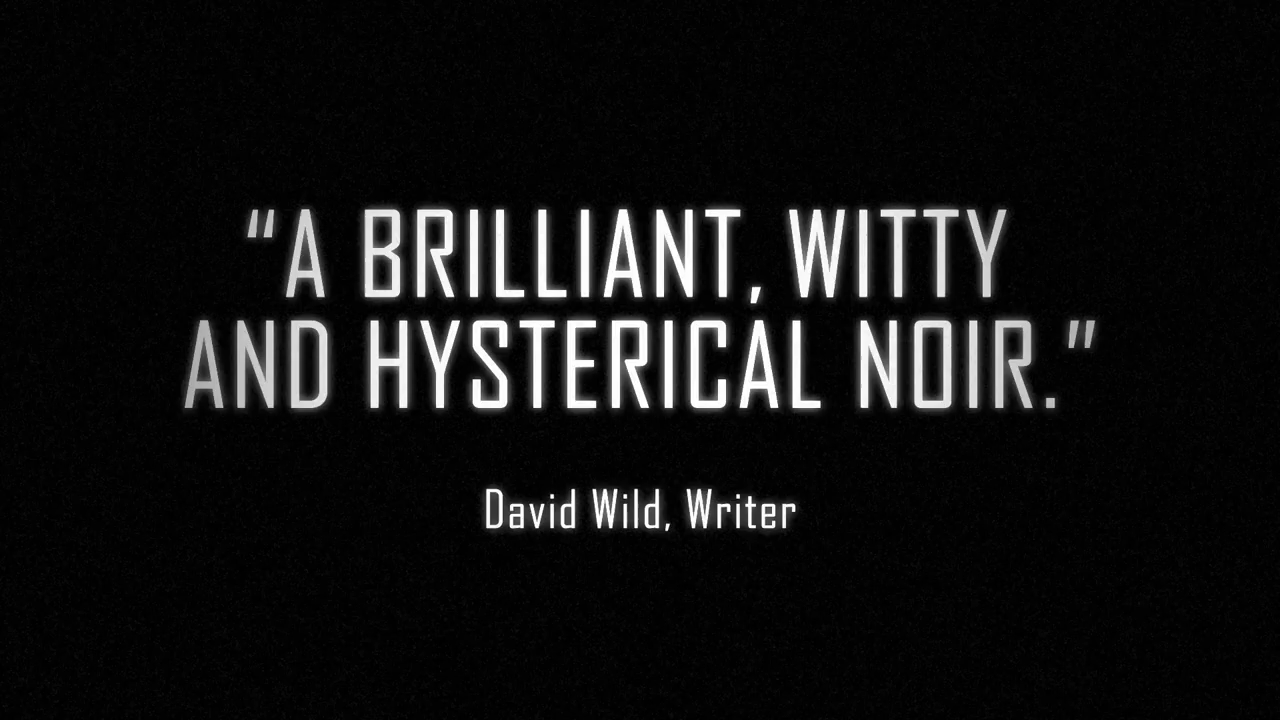 “A BRILLIANT, WITTY
AND HYSTERICAL NOIR.”
David Wild, Writer